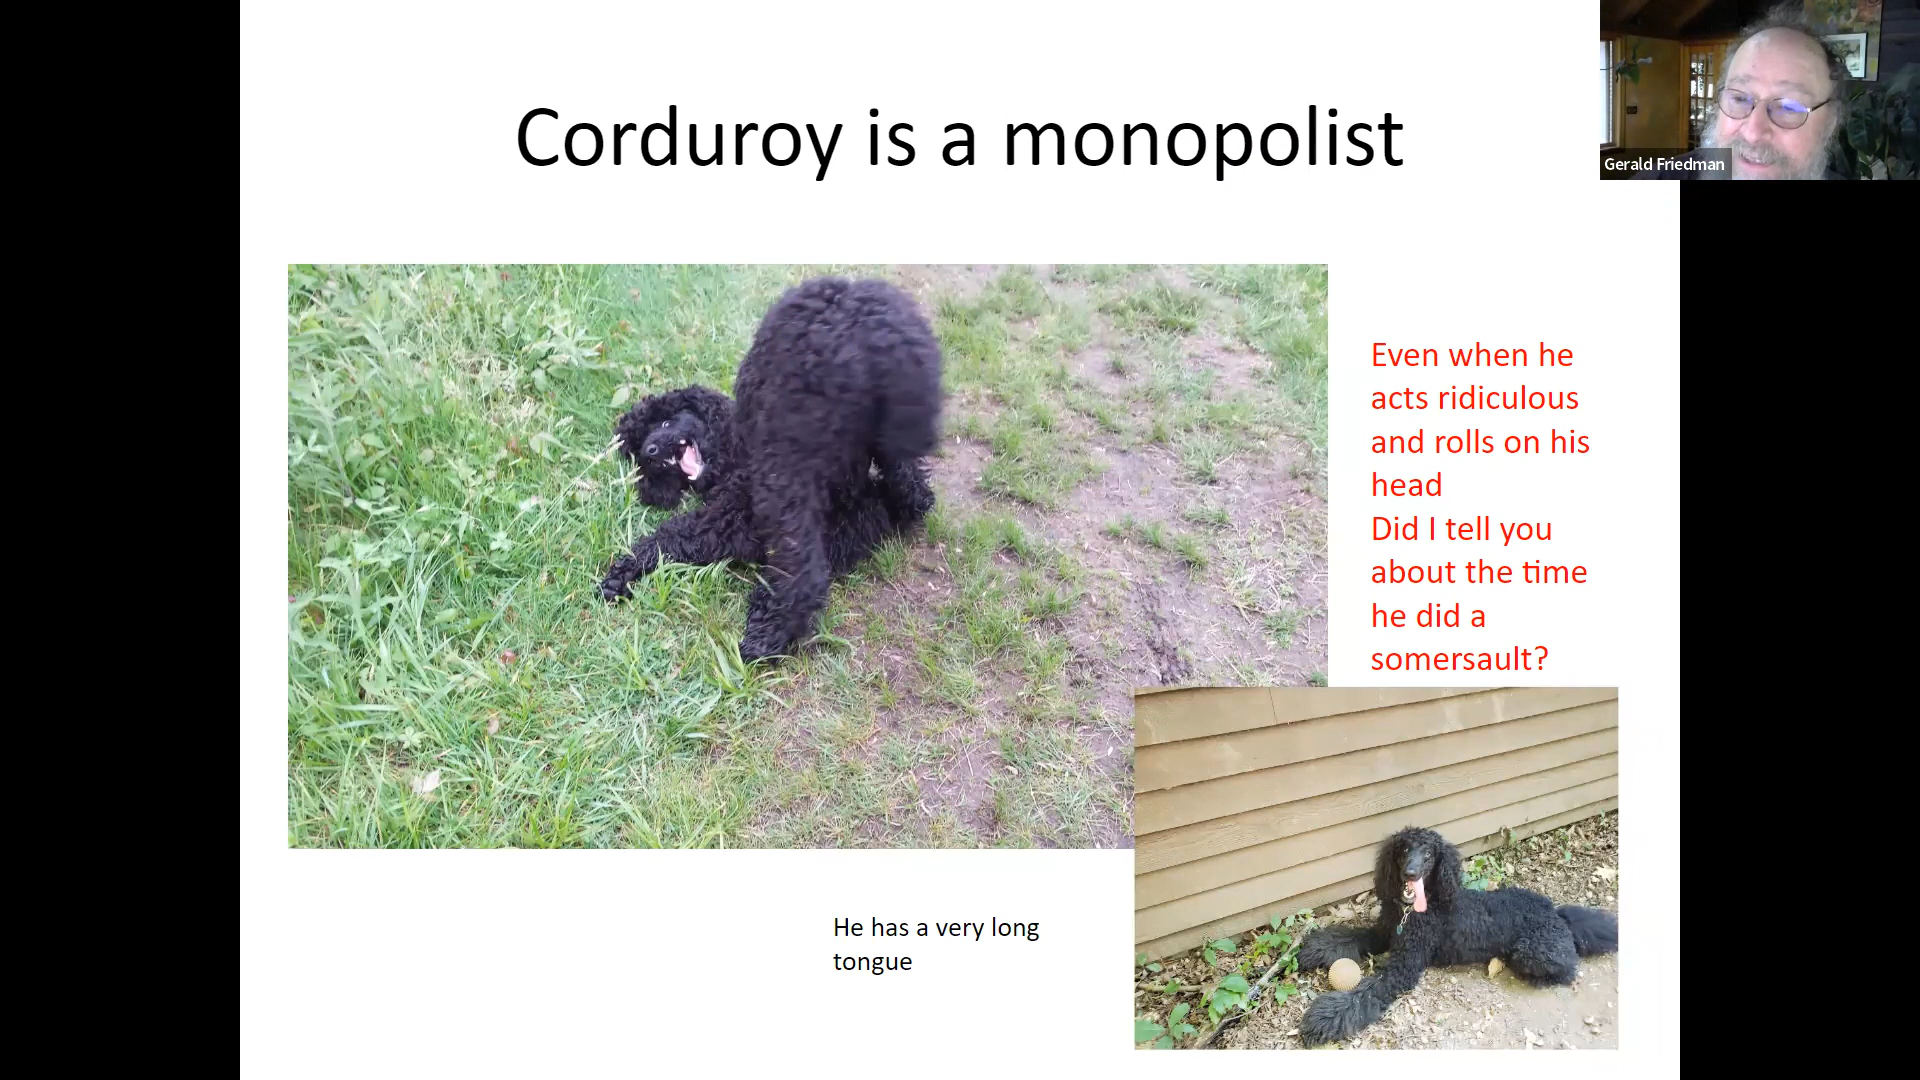 Corduroy is a monopolist
Gerald Friedman
Even when he
acts ridiculous
and rolls on his
head
Did I tell you
about the time
he did a
somersault?
He has a very long
tongue